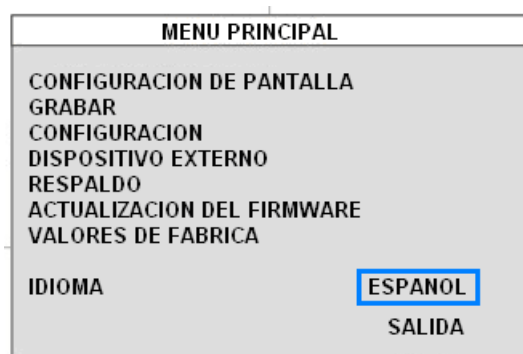 MENU PRINCIPAL
CONFIGURACION DE PANTALLA
GRABAR
CONFIGURACION
DISPOSITIVO EXTERNO
RESPALDO
ACTUALIZACION DEL FIRMWARE
VALORES DE FABRICA
IDIOMA ESPANOL
SALIDA